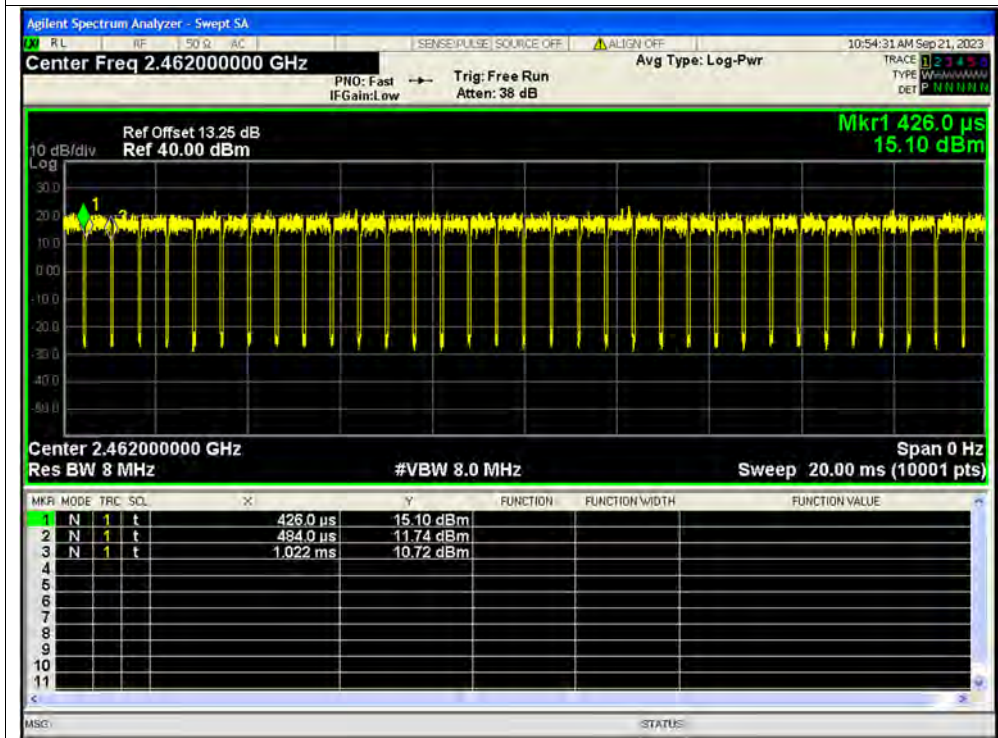 Agilent Spectrum Analyzer - Swept SA
RL RF 50 Ω AC SENSE:PULSE SOURCE OFF ALIGN OFF 10:54:31 AM Sep 21, 2023
Center Freq 2.462000000 GHz Avg Type: Log-Pwr TRACE 1 2 3 4 5 6
PNO: Fast Trig: Free Run TYPE
IFGain:Low Atten: 38 dB DET P N N N N N
Mkr1 426.0 µs
Ref Offset 13.25 dB
10 dB/div Ref 40.00 dBm 15.10 dBm
Log
30.0
20.0
10.0
0.00
-10.0
-20.0
-30.0
-40.0
-50.0
1
Center 2.462000000 GHz Span 0 Hz
Res BW 8 MHz #VBW 8.0 MHz Sweep 20.00 ms (10001 pts)
MKR MODE TRC SCL X Y FUNCTION FUNCTION WIDTH FUNCTION VALUE
1 N 1 t 426.0 µs 15.10 dBm
2 N 1 t 484.0 µs 11.74 dBm
3 N 1 t 1.022 ms 10.72 dBm
4
5
6
7
8
9
10
11
MSG STATUS